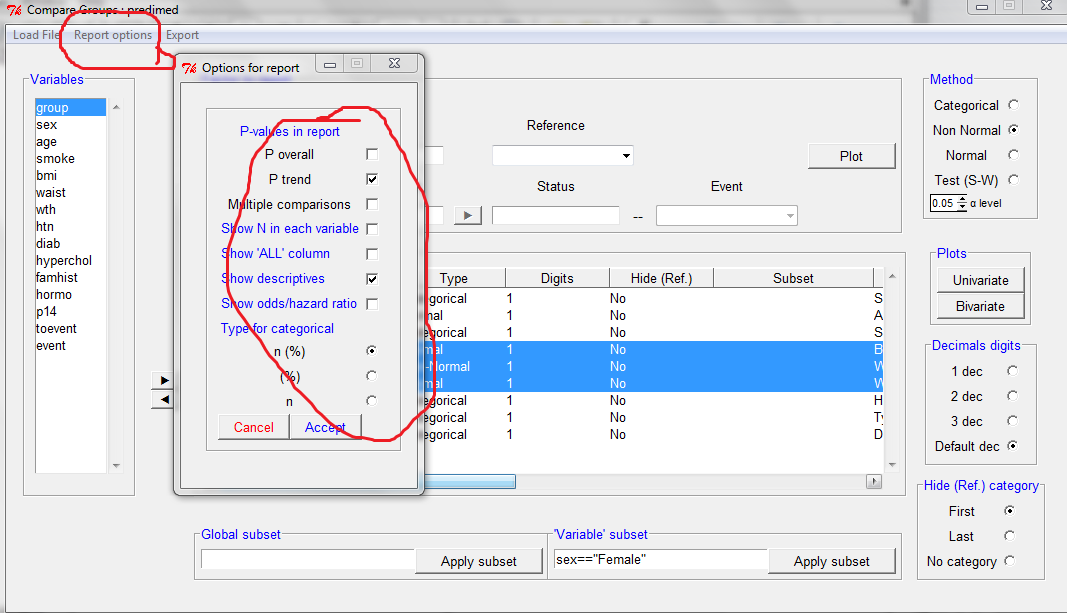 Compare Groups : predimed
Load File Report options Export
Options for report
Variables
group
sex
age
smoke
bmi
waist
wth
htn
diab
hyperchol
famhist
hormo
p14
toevent
event
P-values in report
P overall
P trend
Multiple comparisons
Show N in each variable
Show 'ALL' column
Show descriptives
Show odds/hazard ratio
Type for categorical
n (%)
(%)
n
Cancel Accept
Reference
Plot
Status Event
--
Type Digits Hide (Ref.) Subset
egorical 1 No S
mal 1 No A
egorical 1 No S
mal 1 No B
-Normal 1 No W
mal 1 No W
egorical 1 No H
egorical 1 No Ty
egorical 1 No D
Method
Categorical
Non Normal
Normal
Test (S-W)
0.05 α level
Plots
Univariate
Bivariate
Decimals digits
1 dec
2 dec
3 dec
Default dec
Hide (Ref.) category
First
Last
No category
Global subset
Apply subset
'Variable' subset
sex=="Female" Apply subset